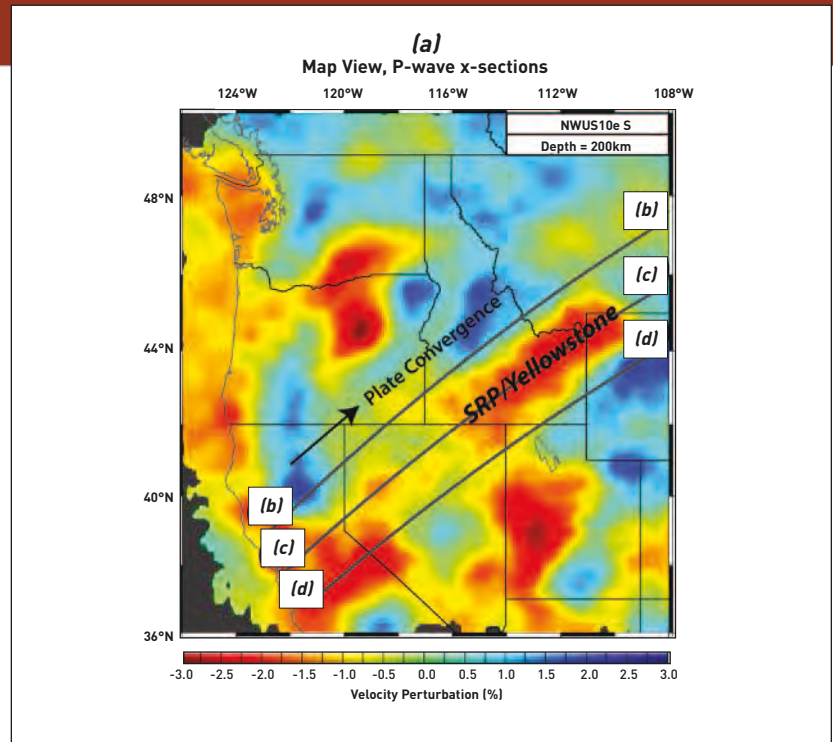 (a)
Map View, P-wave x-sections
124°W 120°W 116°W 112°W 108°W
NWUS10e S
Depth = 200km
48°N
(b)
(c)
44°N
(d)
Plate Convergence
SRP/Yellowstone
40°N
(b)
(c)
(d)
36°N
-3.0 -2.5 -2.0 -1.5 -1.0 -0.5 0.0 0.5 1.0 1.5 2.0 2.5 3.0
Velocity Perturbation (%)